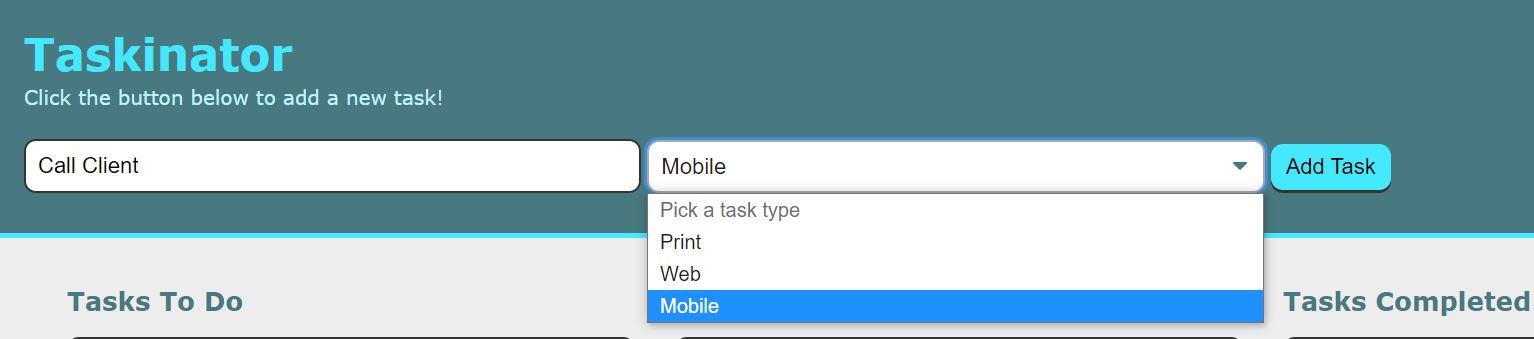 Taskinator
Click the button below to add a new task!
Call Client
Mobile
Add Task
Pick a task type
Print
Web
Mobile
Tasks To Do
Tasks Completed